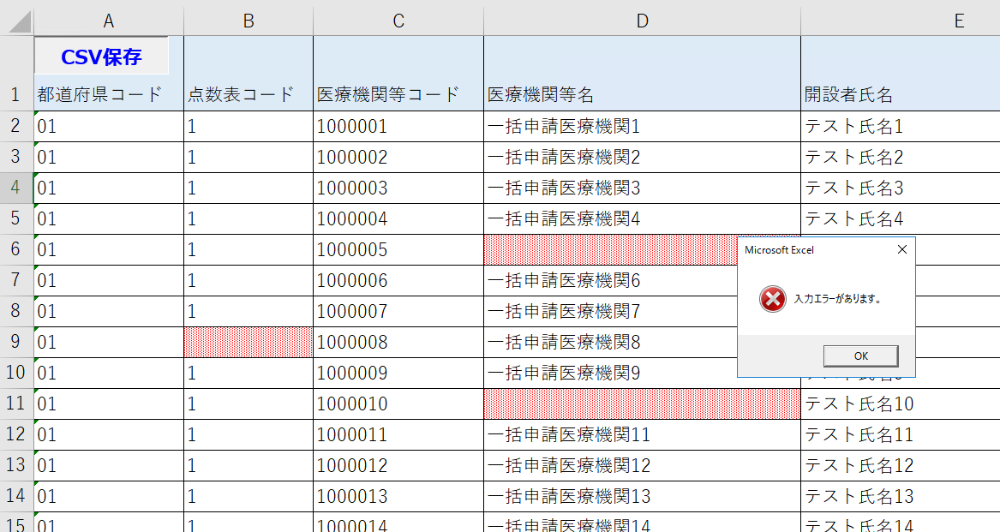 A B C D E
CSV保存
1 都道府県コード 点数表コード 医療機関等コード 医療機関等名 開設者氏名
2 01 1 1000001 一括申請医療機関1 テスト氏名1
3 01 1 1000002 一括申請医療機関2 テスト氏名2
4 01 1 1000003 一括申請医療機関3 テスト氏名3
5 01 1 1000004 一括申請医療機関4 テスト氏名4
6 01 1 1000005
Microsoft Excel
7 01 1 1000006 一括申請医療機関6
入力エラーがあります。
8 01 1 1000007 一括申請医療機関7
9 01 1000008 一括申請医療機関8
OK
10 01 1 1000009 一括申請医療機関9
11 01 1 1000010 テスト氏名10
12 01 1 1000011 一括申請医療機関11 テスト氏名11
13 01 1 1000012 一括申請医療機関12 テスト氏名12
14 01 1 1000013 一括申請医療機関13 テスト氏名13
15 01 1 1000014 一括申請医療機関14 テスト氏名14